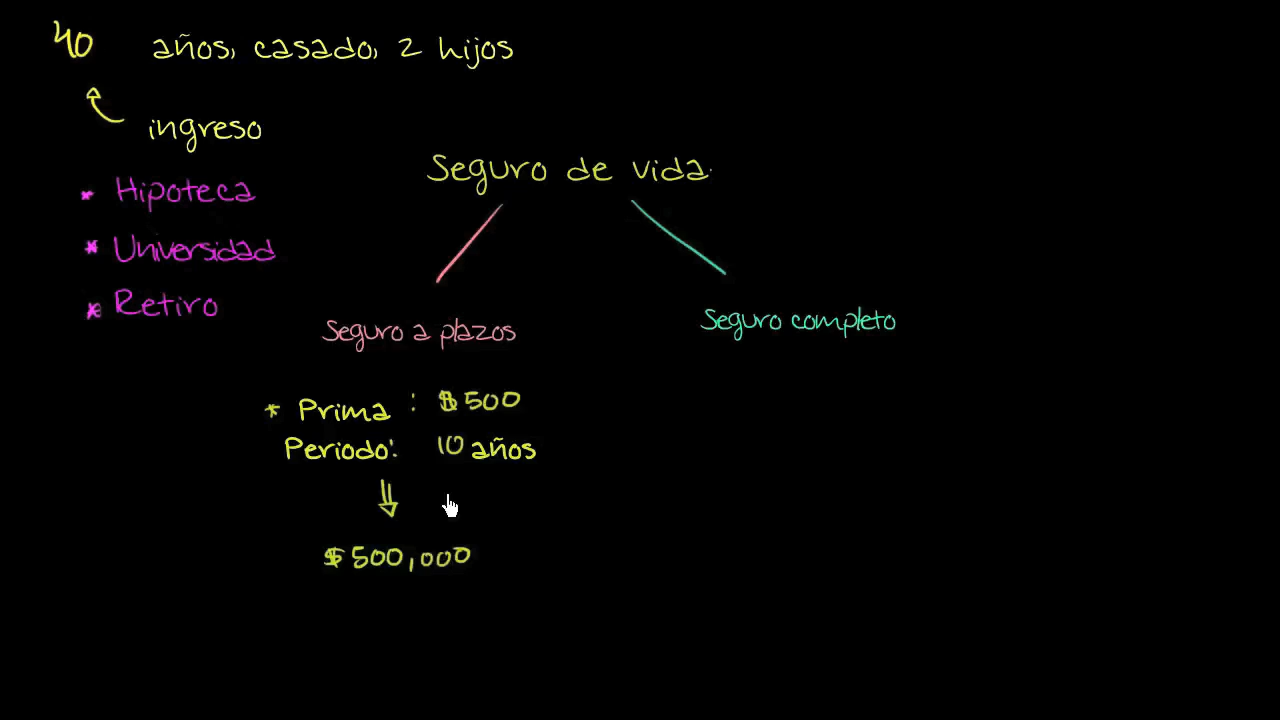 40 años, casado, 2 hijos
ingreso
* Hipoteca
* Universidad
* Retiro
Seguro de vida
Seguro a plazos
Seguro completo
* Prima : $500
Periodo: 10 años
$500,000